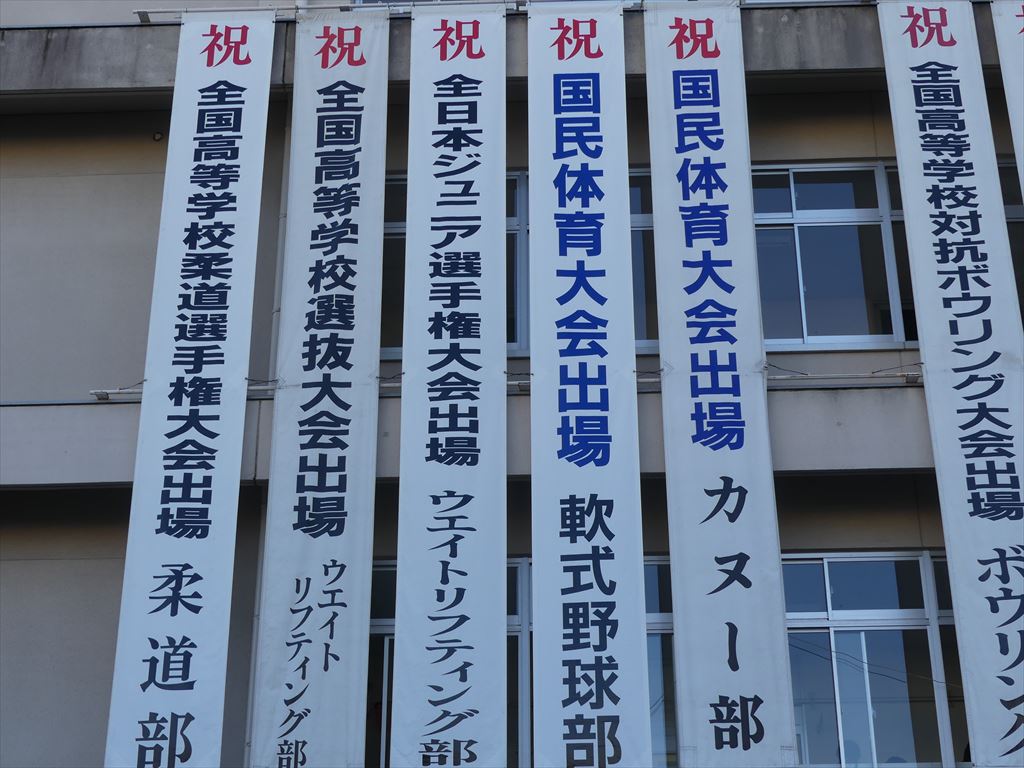 祝
全国高等学校対抗ボウリング大会出場
ボウリング
祝
国民体育大会出場
カヌー部
祝
国民体育大会出場
軟式野球部
祝
全日本ジュニア選手権大会出場
ウエイトリフティング部
祝
全国高等学校選抜大会出場
ウエイト
リフティング部
祝
全国高等学校柔道選手権大会出場
柔道部